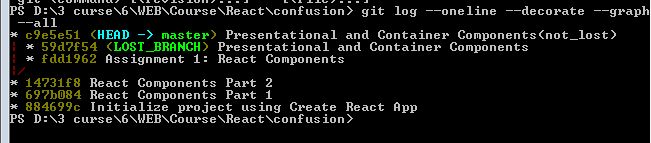 PS D:\3 curse\6\WEB\Course\React\confusion> git log --oneline --decorate --graph
--all
* c9e5e51 (HEAD -> master) Presentational and Container Components(not_lost)
| * 59d7f54 (LOST_BRANCH) Presentational and Container Components
| * fdd1962 Assignment 1: React Components
|/
* 14731f8 React Components Part 2
* 697b084 React Components Part 1
* 884699c Initialize project using Create React App
PS D:\3 curse\6\WEB\Course\React\confusion>